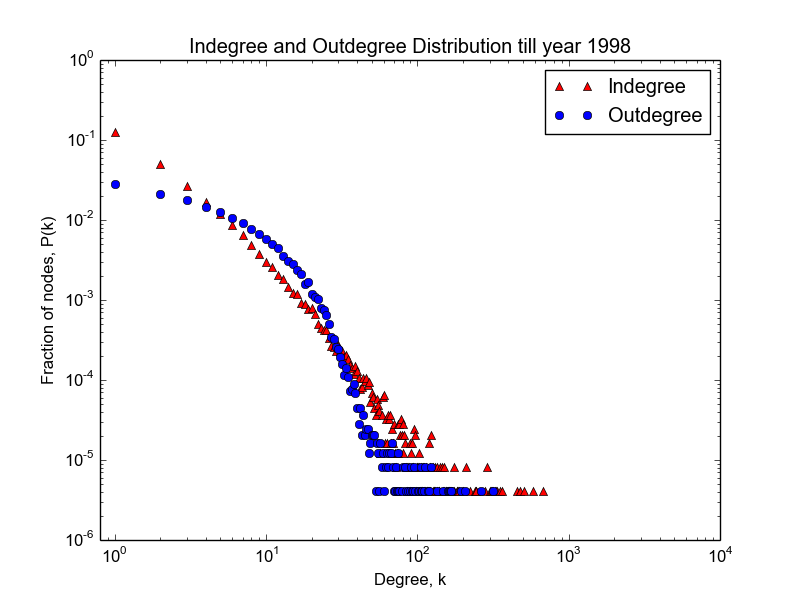 Indegree and Outdegree Distribution till year 1998
Indegree
Outdegree
10^0
10^-1
10^-2
10^-3
10^-4
10^-5
10^-6
Fraction of nodes, P(k)
10^0 10^1 10^2 10^3 10^4
Degree, k